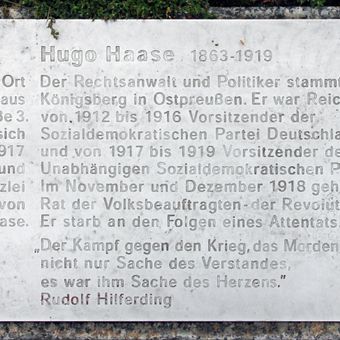 Hugo Haase 1863-1919
Ort
aus
ße 3.
sich
917
und
zlei
von
ase.
Der Rechtsanwalt und Politiker stammt
Königsberg in Ostpreußen. Er war Reic
von 1912 bis 1916 Vorsitzender der
Sozialdemokratischen Partei Deutschla
und von 1917 bis 1919 Vorsitzender de
Unabhängigen Sozialdemokratischen P
Im November und Dezember 1918 geh
Rat der Volksbeauftragten - der Revolut
Er starb an den Folgen eines Attentats.
„Der Kampf gegen den Krieg, das Morden
nicht nur Sache des Verstandes,
es war ihm Sache des Herzens.”
Rudolf Hilferding